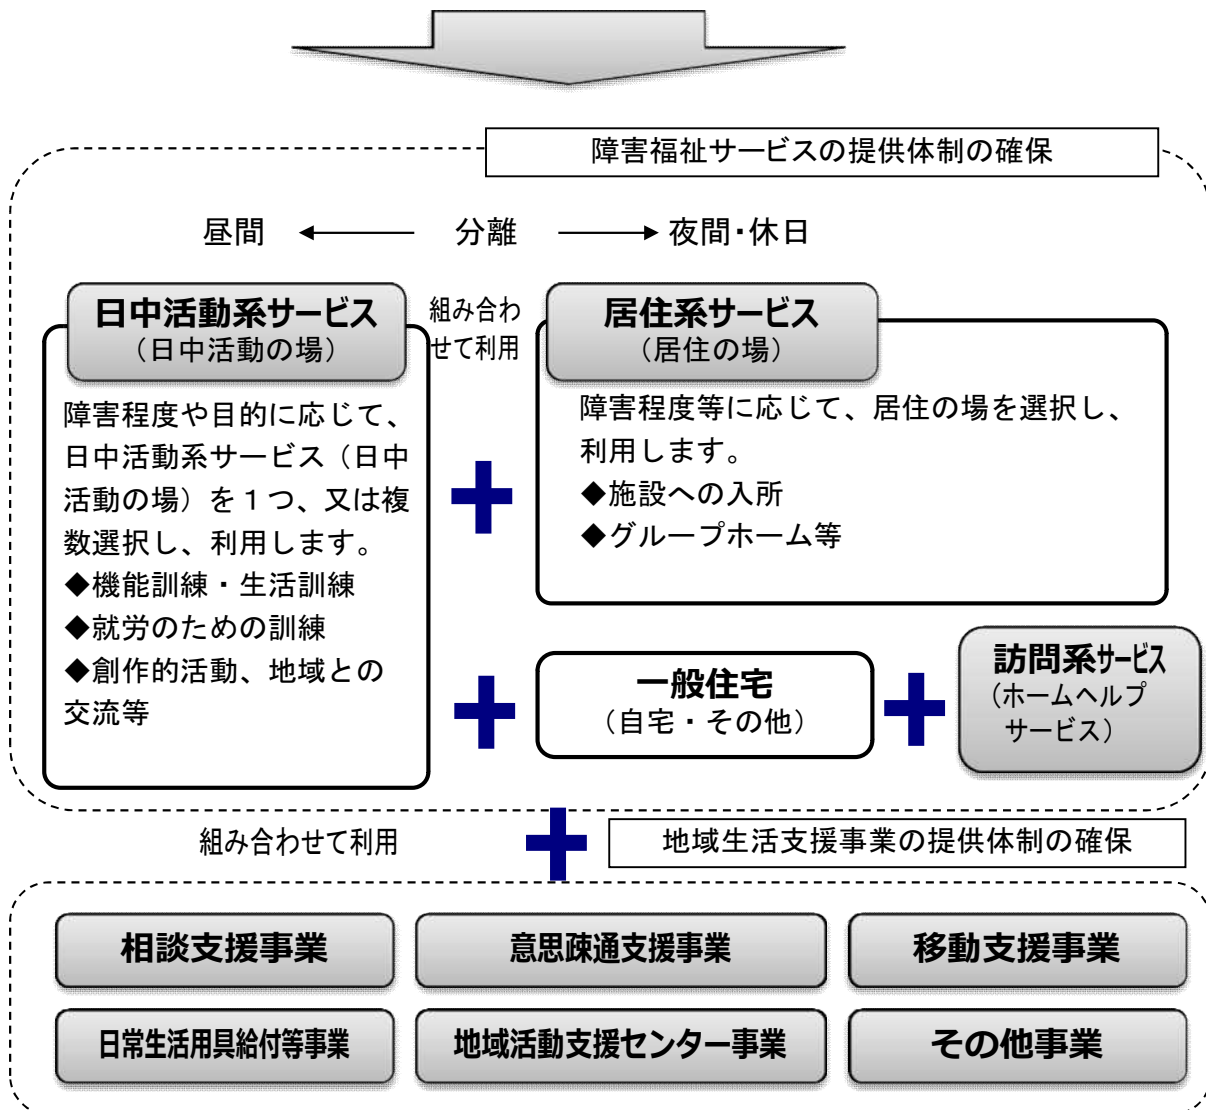 障害福祉サービスの提供体制の確保
昼間
分離
夜間・休日
日中活動系サービス
（日中活動の場）
組み合わ
せて利用
居住系サービス
（居住の場）
障害程度や目的に応じて、
日中活動系サービス（日中
活動の場）を１つ、又は複
数選択し、利用します。
◆機能訓練・生活訓練
◆就労のための訓練
◆創作的活動、地域との
交流等
障害程度等に応じて、居住の場を選択し、
利用します。
◆施設への入所
◆グループホーム等
一般住宅
（自宅・その他）
訪問系サービス
（ホームヘルプ
サービス）
組み合わせて利用
地域生活支援事業の提供体制の確保
相談支援事業
意思疎通支援事業
移動支援事業
日常生活用具給付等事業
地域活動支援センター事業
その他事業